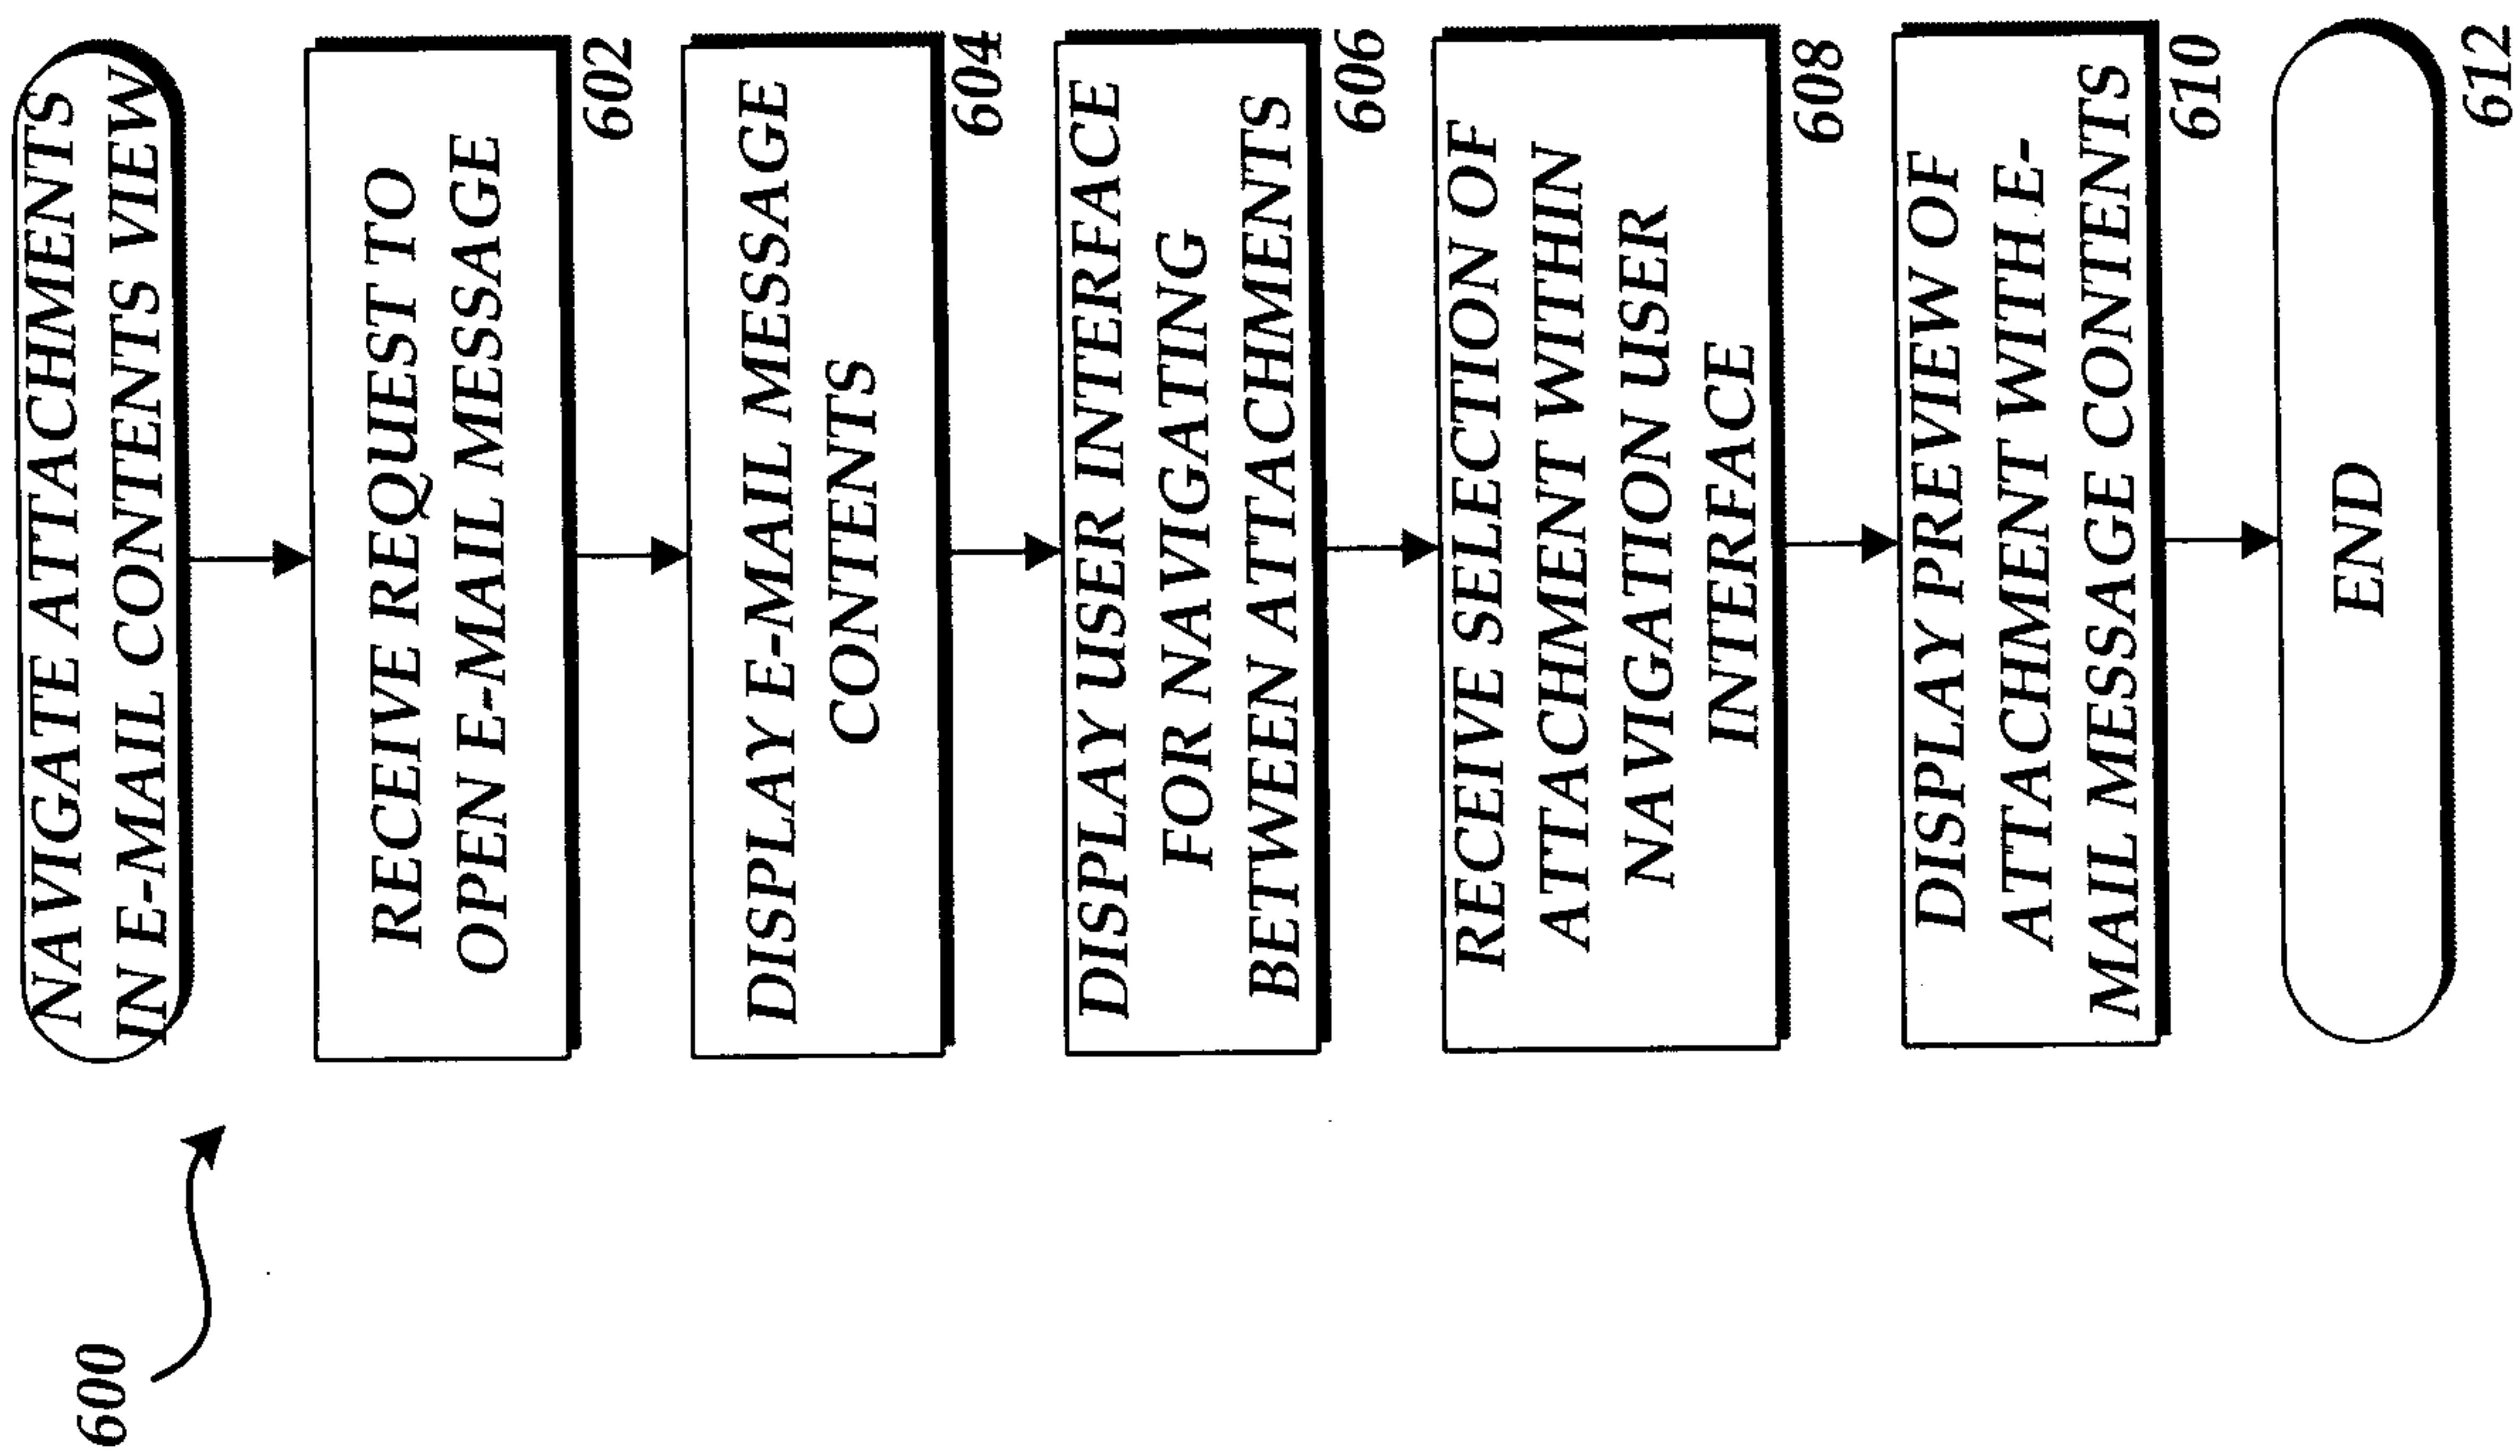 600
NAVIGATE ATTACHMENTS
IN E-MAIL CONTENTS VIEW
RECEIVE REQUEST TO
OPEN E-MAIL MESSAGE
602
DISPLAY E-MAIL MESSAGE
CONTENTS
604
DISPLAY USER INTERFACE
FOR NAVIGATING
BETWEEN ATTACHMENTS
606
RECEIVE SELECTION OF
ATTACHMENT WITHIN
NAVIGATION USER
INTERFACE
608
DISPLAY PREVIEW OF
ATTACHMENT WITH E-
MAIL MESSAGE CONTENTS
610
END
612